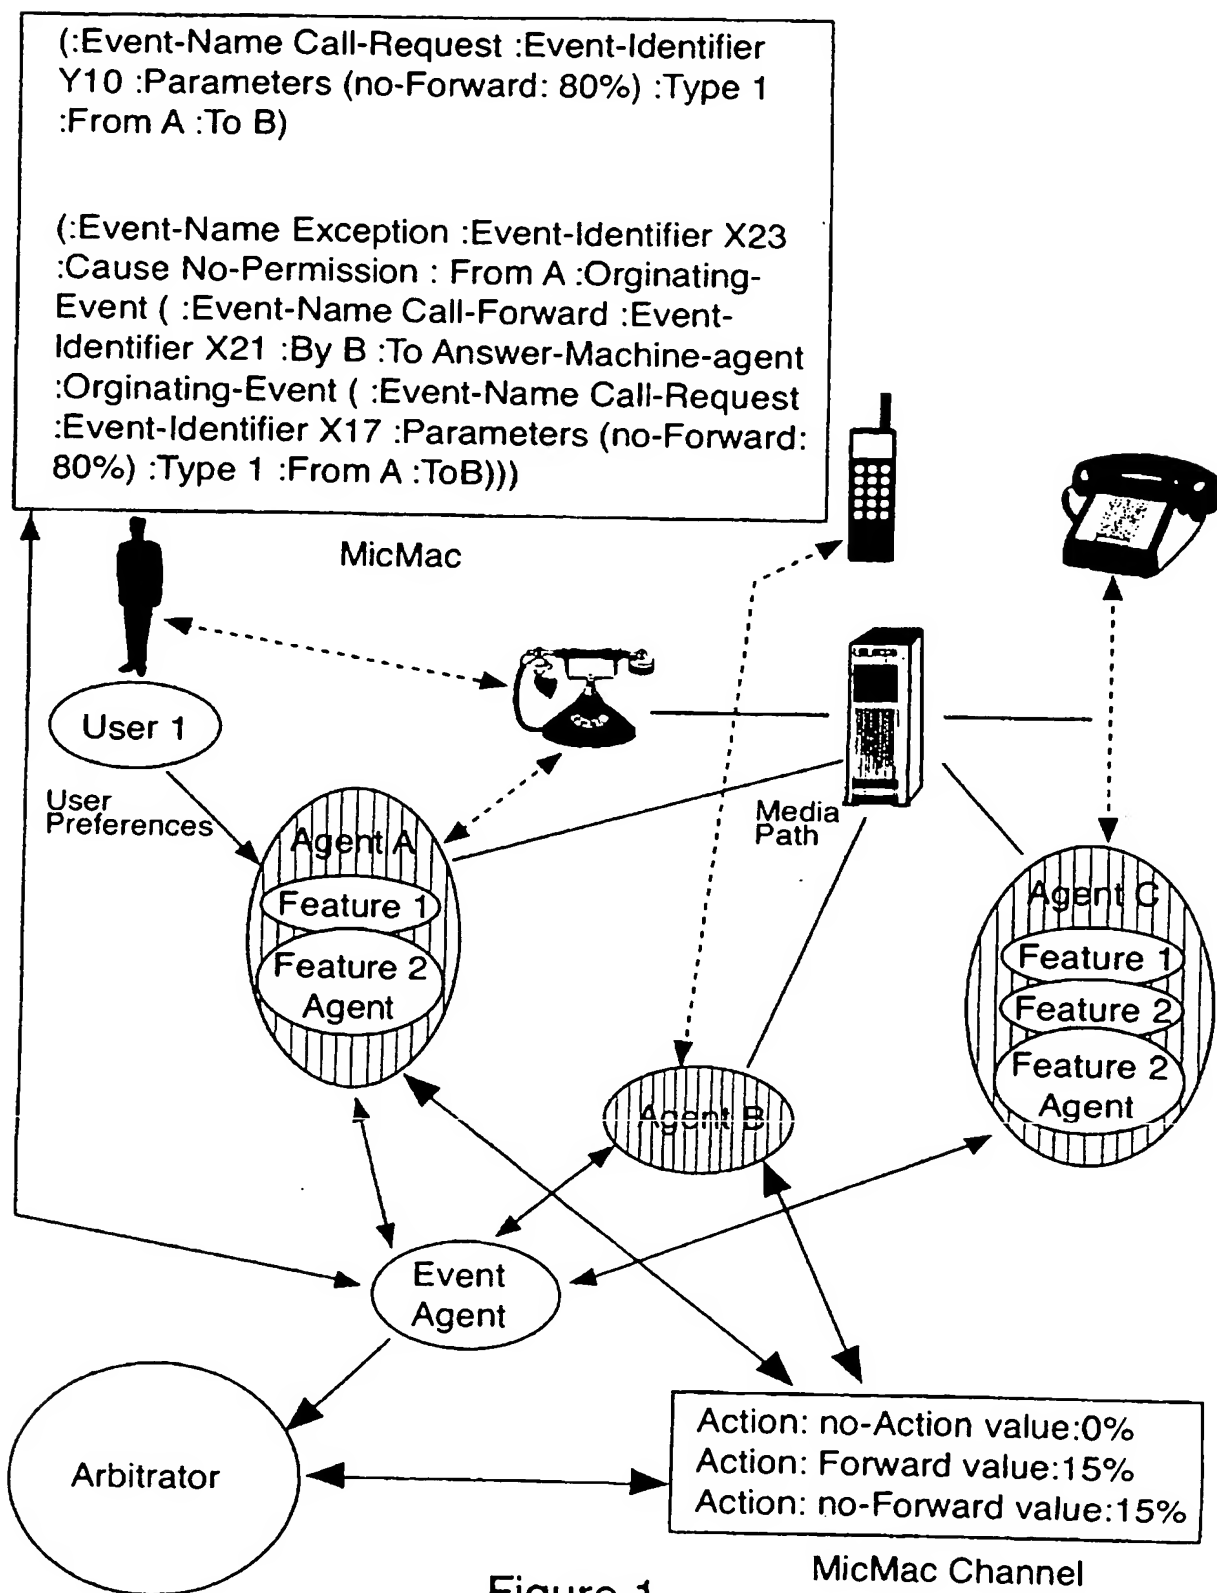 (:Event-Name Call-Request :Event-Identifier
Y10 :Parameters (no-Forward: 80%) :Type 1
:From A :To B)
(:Event-Name Exception :Event-Identifier X23
:Cause No-Permission : From A :Orginating-
Event ( :Event-Name Call-Forward :Event-
Identifier X21 :By B :To Answer-Machine-agent
:Orginating-Event ( :Event-Name Call-Request
:Event-Identifier X17 :Parameters (no-Forward:
80%) :Type 1 :From A :ToB)))
MicMac
User 1
User
Preferences
Media
Path
Agent A
Feature 1
Feature 2
Agent
Agent C
Feature 1
Feature 2
Feature 2
Agent
Agent B
Event
Agent
Arbitrator
Action: no-Action value:0%
Action: Forward value:15%
Action: no-Forward value:15%
MicMac Channel
Figure 1